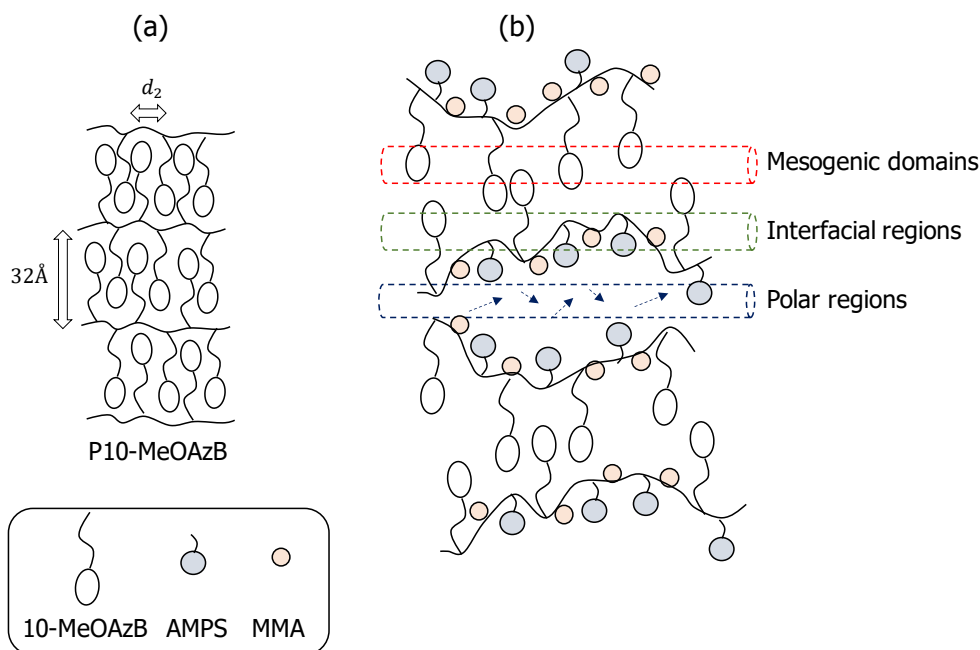 (a)
(b)
d₂
32Å
P10-MeOAzB
Mesogenic domains
Interfacial regions
Polar regions
10-MeOAzB
AMPS
MMA